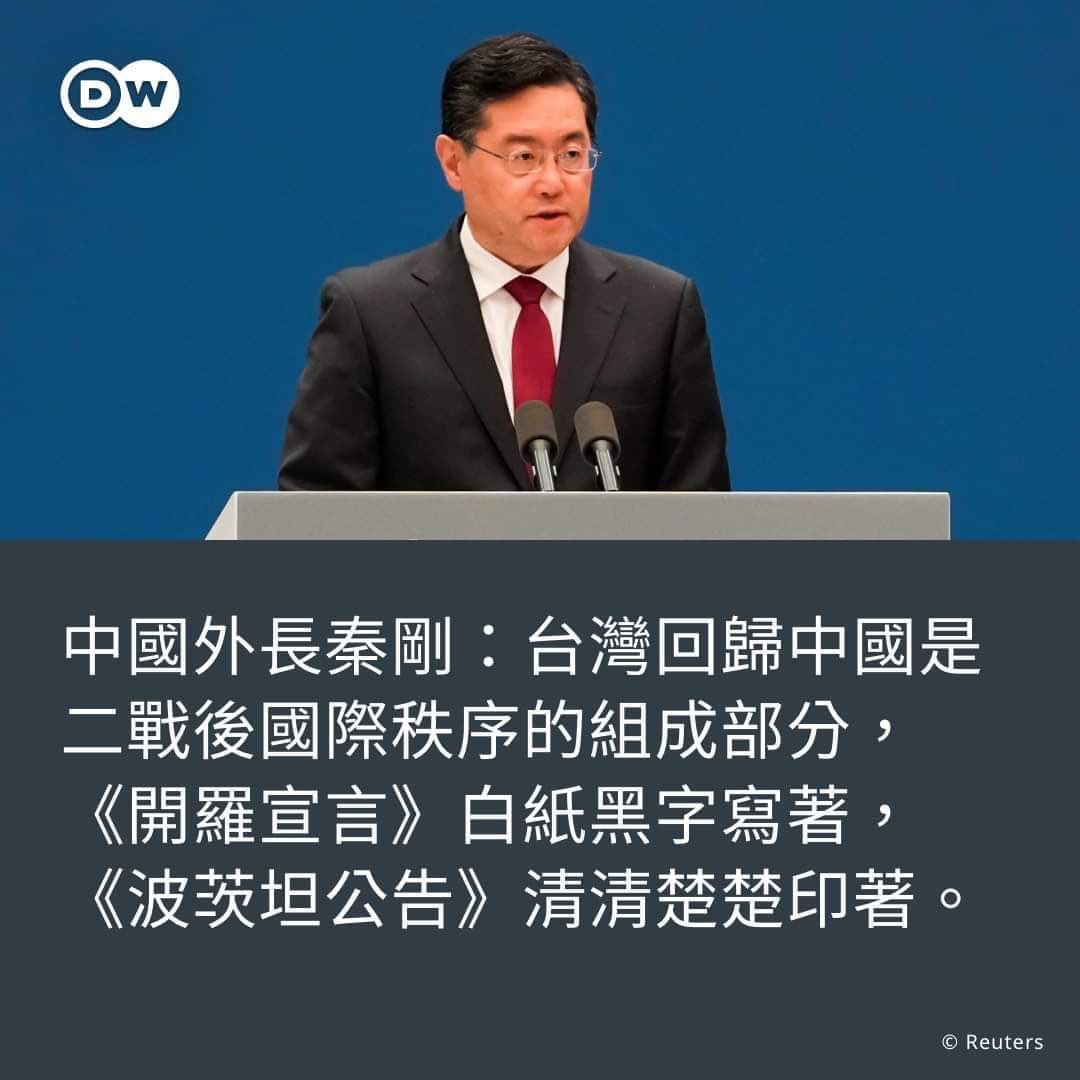 DW
中國外長秦剛：台灣回歸中國是
二戰後國際秩序的組成部分，
《開羅宣言》白紙黑字寫著，
《波茨坦公告》清清楚楚印著。
© Reuters